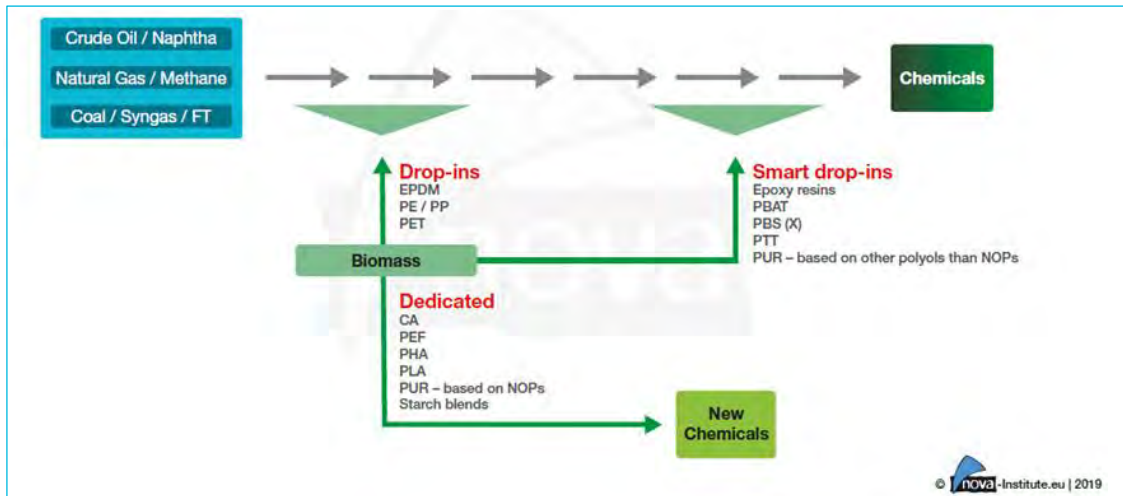 Crude Oil / Naphtha
Natural Gas / Methane
Coal / Syngas / FT
Chemicals
Drop-ins
EPDM
PE / PP
PET
Smart drop-ins
Epoxy resins
PBAT
PBS (X)
PTT
PUR – based on other polyols than NOPs
Biomass
Dedicated
CA
PEF
PHA
PLA
PUR – based on NOPs
Starch blends
New
Chemicals
nova
© nova-Institute.eu | 2019